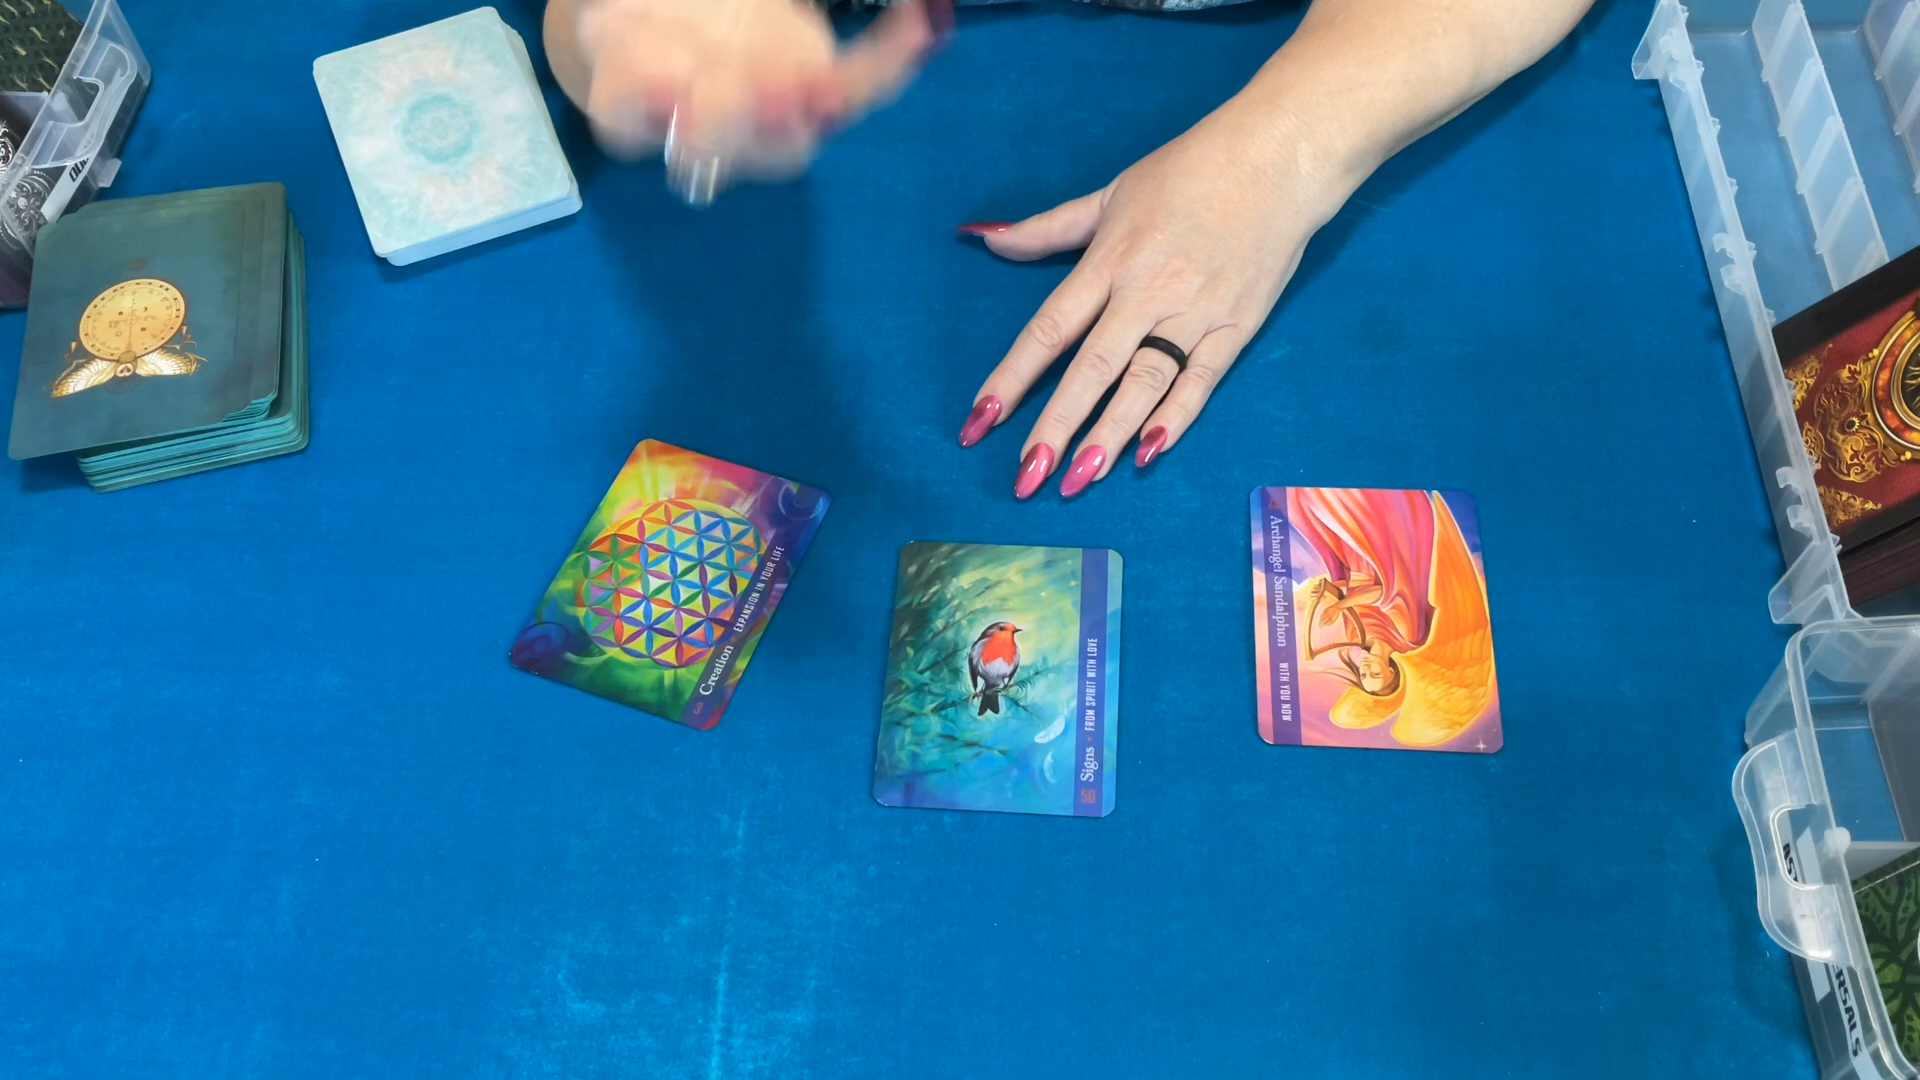 3 Creation • EXPANSION IN YOUR LIFE
50 Signs • FROM SPIRIT WITH LOVE
Archangel Sandalphon • WITH YOU NOW